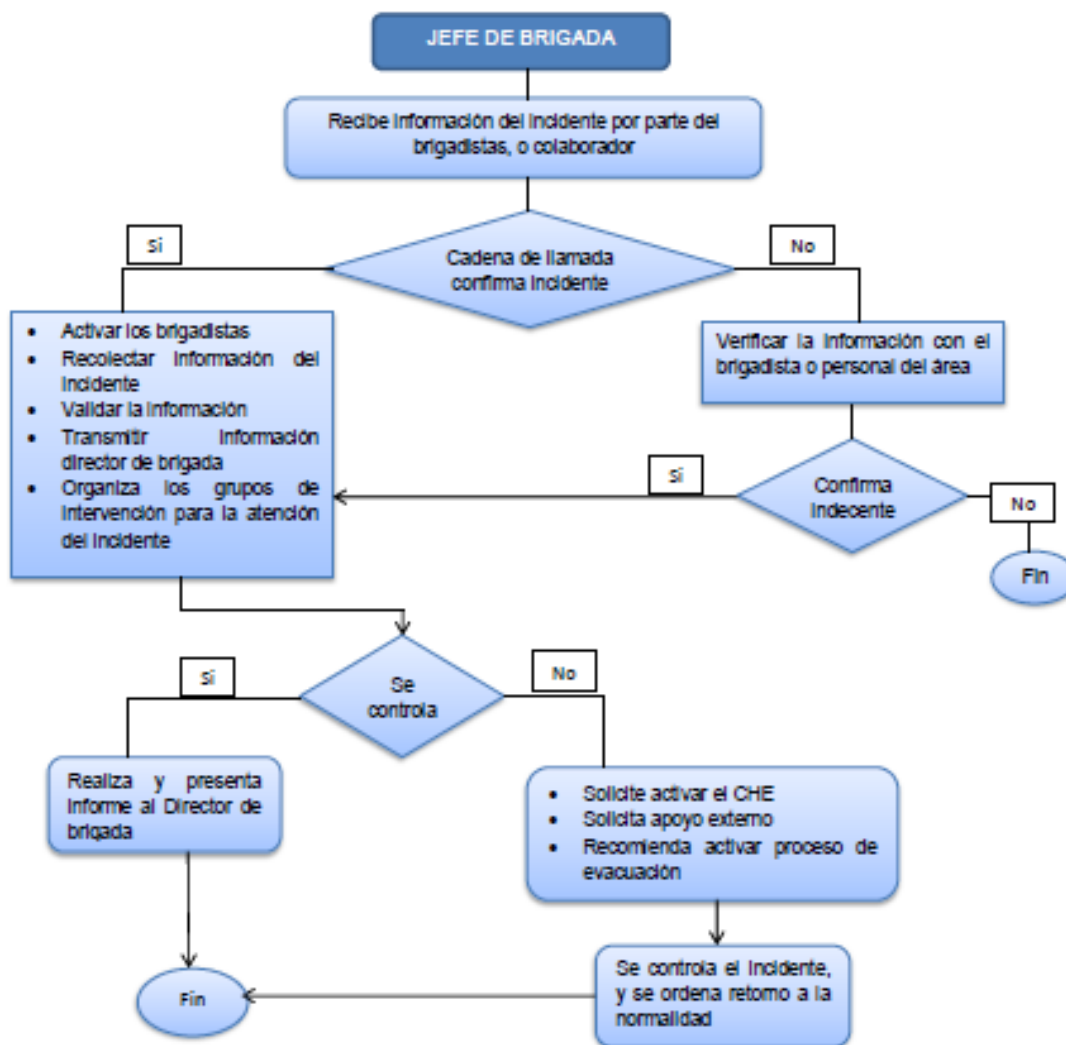 JEFE DE BRIGADA
Recibe información del incidente por parte del
brigadistas, o colaborador
Si
No
Cadena de llamada
confirma incidente
• Activar los brigadistas
• Recolectar información del
incidente
• Validar la información
• Transmitir información
director de brigada
• Organiza los grupos de
intervención para la atención
del incidente
Verificar la información con el
brigadista o personal del área
Si
Confirma
indecente
No
Fin
Si
Se
controla
No
Realiza y presenta
informe al Director de
brigada
• Solicite activar el CHE
• Solicita apoyo externo
• Recomienda activar proceso de
evacuación
Se controla el incidente,
y se ordena retorno a la
normalidad
Fin